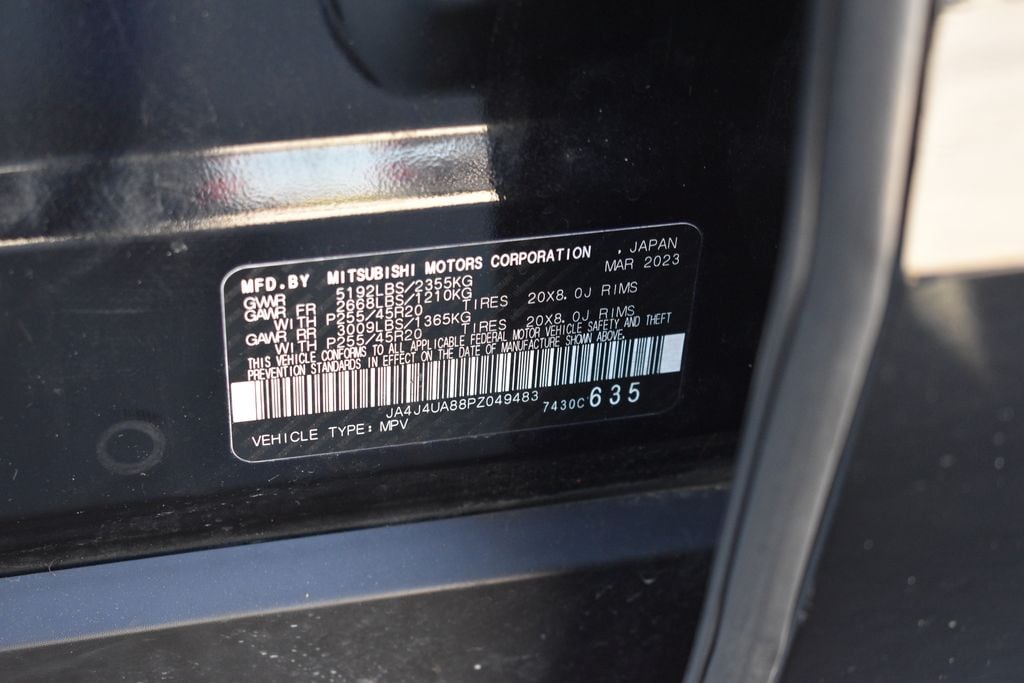 MFD.BY MITSUBISHI MOTORS CORPORATION , JAPAN
GVWR 5192LBS/2355KG MAR 2023
GAWR FR 2668LBS/1210KG
WITH P255/45R20 TIRES 20X8.0J RIMS
GAWR RR 3009LBS/1365KG
WITH P255/45R20 TIRES 20X8.0J RIMS
THIS VEHICLE CONFORMS TO ALL APPLICABLE FEDERAL MOTOR VEHICLE SAFETY AND THEFT
PREVENTION STANDARDS IN EFFECT ON THE DATE OF MANUFACTURE SHOWN ABOVE.
JA4J4UA88PZ049483 7430C 635
VEHICLE TYPE: MPV